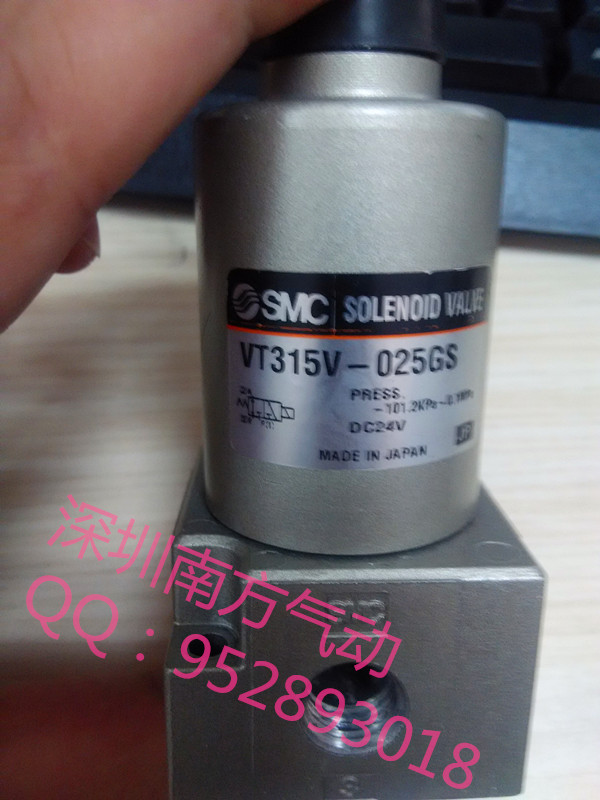 SMC SOLENOID VALVE
VT315V-025GS
PRESS.
-101.2KPa~0.1MPa
DC24V
MADE IN JAPAN
深圳南方气动
SMC
QQ：952893018